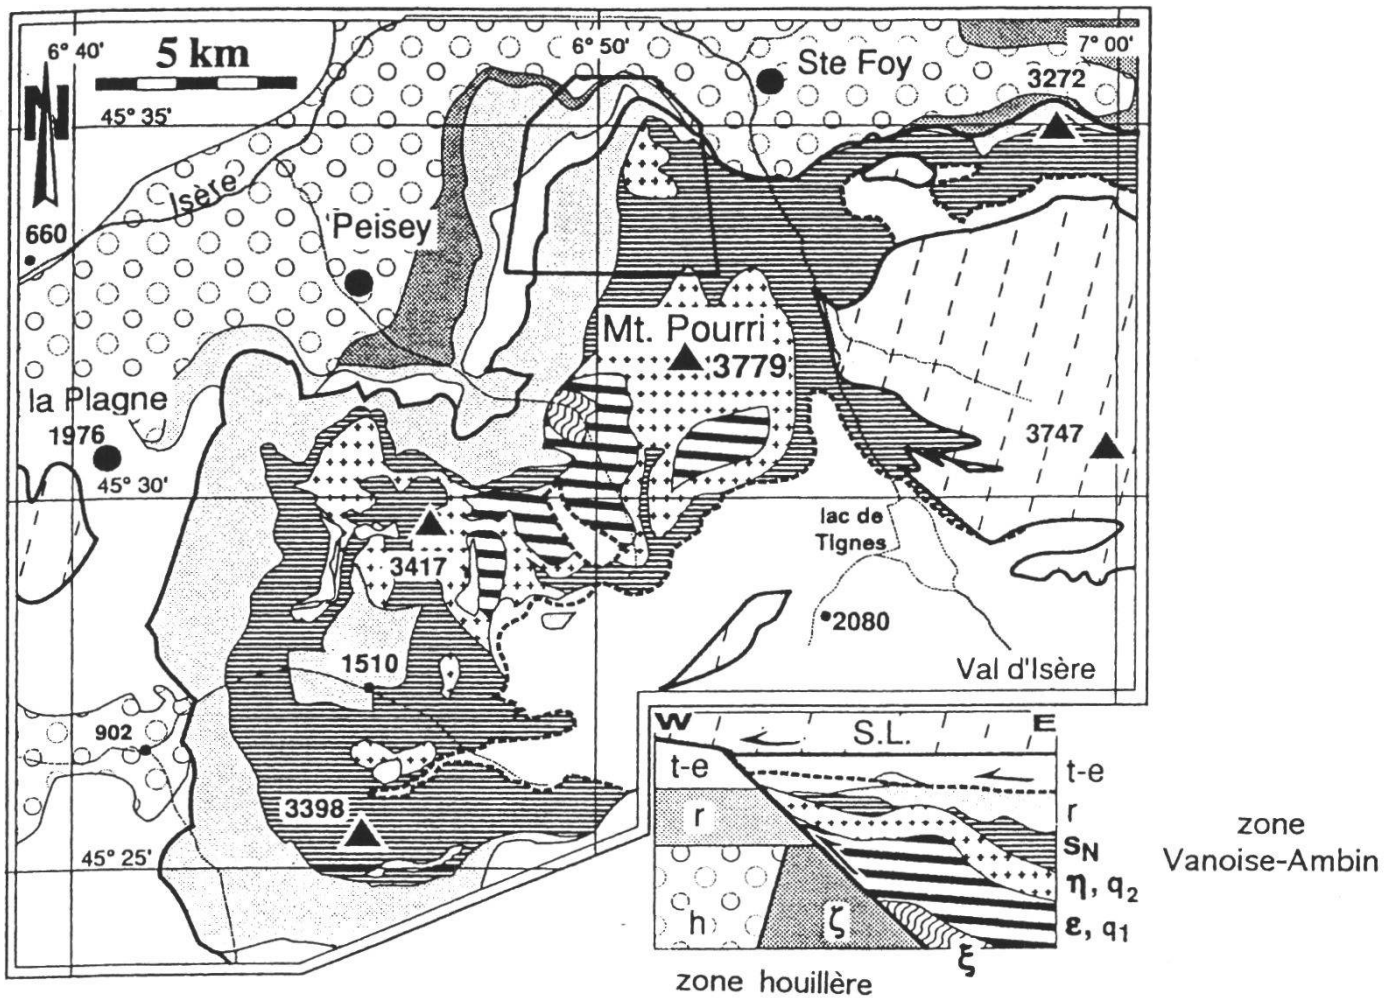 6° 40'
5 km
6° 50'
7° 00'
Ste Foy
3272
N
45° 35'
Isère
Peisey
660
Mt. Pourri
3779
la Plagne
1976
3747
45° 30'
lac de
Tignes
3417
2080
1510
Val d'Isère
902
W
S.L.
E
t-e
t-e
3398
r
r
zone
Vanoise-Ambin
sN
45° 25'
η, q2
h
ζ
ε, q1
ξ
zone houillère